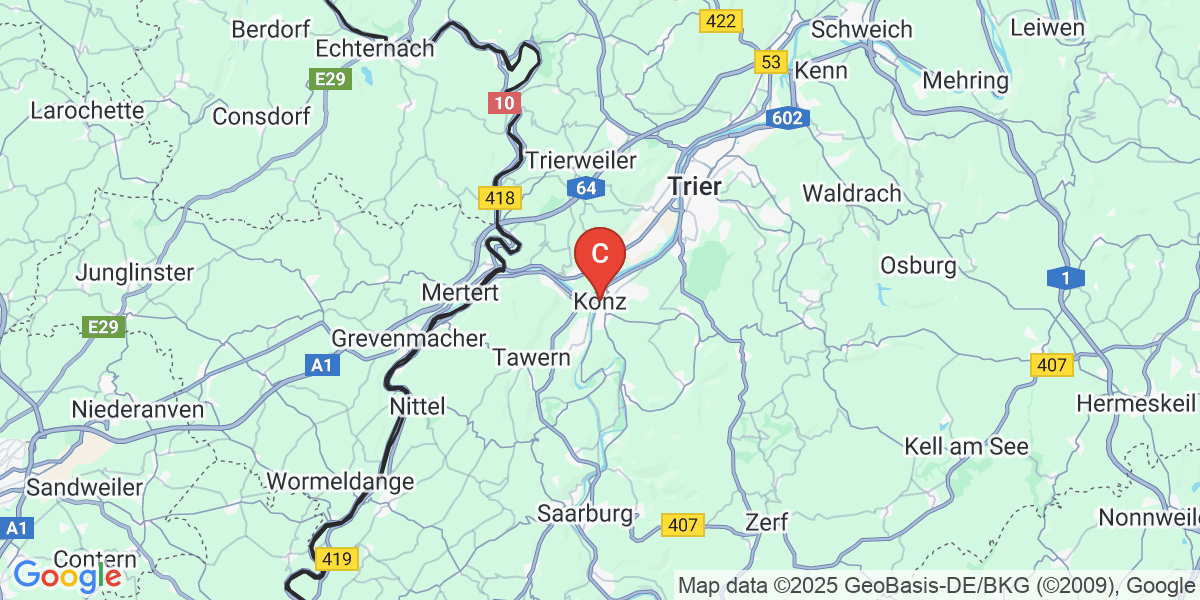 Berdorf
Echternach
422
Schweich
Leiwen
E29
53
Kenn
Mehring
Larochette
Consdorf
10
602
Trierweiler
64
Trier
Waldrach
418
C
Junglinster
Osburg
1
Mertert
Konz
E29
Grevenmacher
Tawern
A1
407
Niederanven
Nittel
Hermeskeil
Kell am See
Wormeldange
Sandweiler
Saarburg
407
Zerf
Nonnweile
A1
Contern
419
Google
Map data ©2025 GeoBasis-DE/BKG (©2009), Google